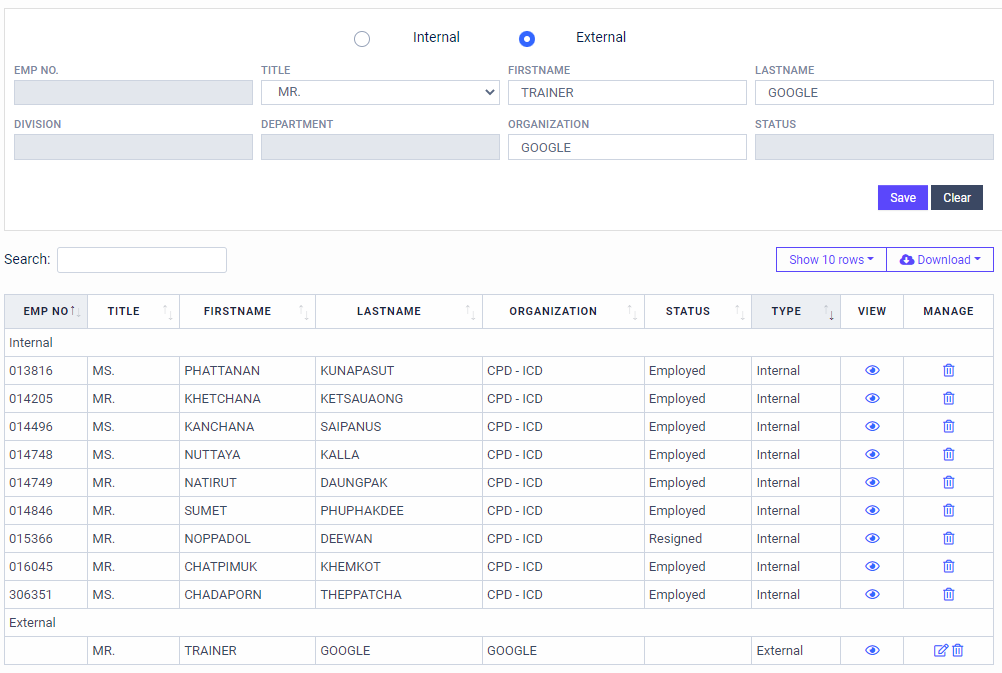 Internal External
EMP NO. TITLE FIRSTNAME LASTNAME
MR. TRAINER GOOGLE
DIVISION DEPARTMENT ORGANIZATION STATUS
GOOGLE
Save Clear
Search: Show 10 rows Download
EMP NO TITLE FIRSTNAME LASTNAME ORGANIZATION STATUS TYPE VIEW MANAGE
Internal
013816 MS. PHATTANAN KUNAPASUT CPD - ICD Employed Internal
014205 MR. KHETCHANA KETSAUAONG CPD - ICD Employed Internal
014496 MS. KANCHANA SAIPANUS CPD - ICD Employed Internal
014748 MS. NUTTAYA KALLA CPD - ICD Employed Internal
014749 MR. NATIRUT DAUNGPAK CPD - ICD Employed Internal
014846 MR. SUMET PHUPHAKDEE CPD - ICD Employed Internal
015366 MR. NOPPADOL DEEWAN CPD - ICD Resigned Internal
016045 MR. CHATPIMUK KHEMKOT CPD - ICD Employed Internal
306351 MS. CHADAPORN THEPPATCHA CPD - ICD Employed Internal
External
MR. TRAINER GOOGLE GOOGLE External